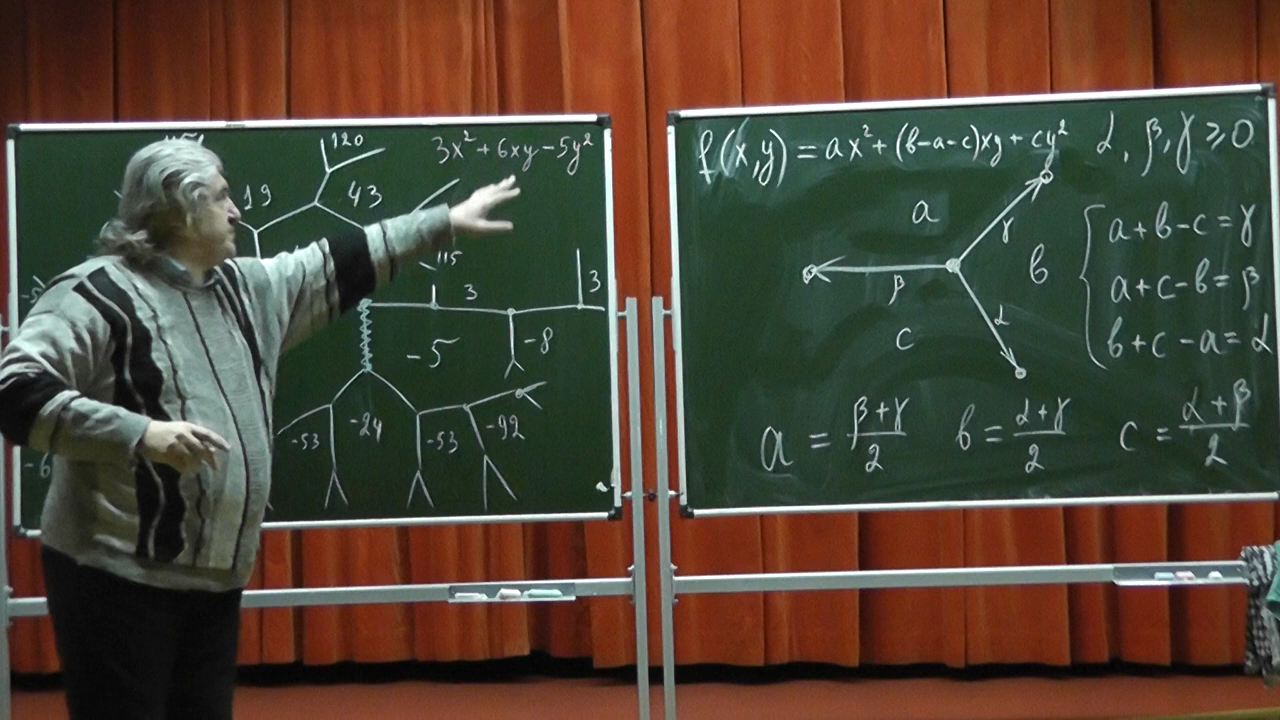 120
3x² + 6xy − 5y²
19
43
115
3
3
-5
-8
-53
-24
-53
-92
f(x,y) = ax² + (b-a-c)xy + cy²
α, β, γ ⩾ 0
a
γ
b
β
α
c
a+b-c = γ
a+c-b = β
b+c-a = α
a = β+γ/2
b = α+γ/2
c = α+β/2